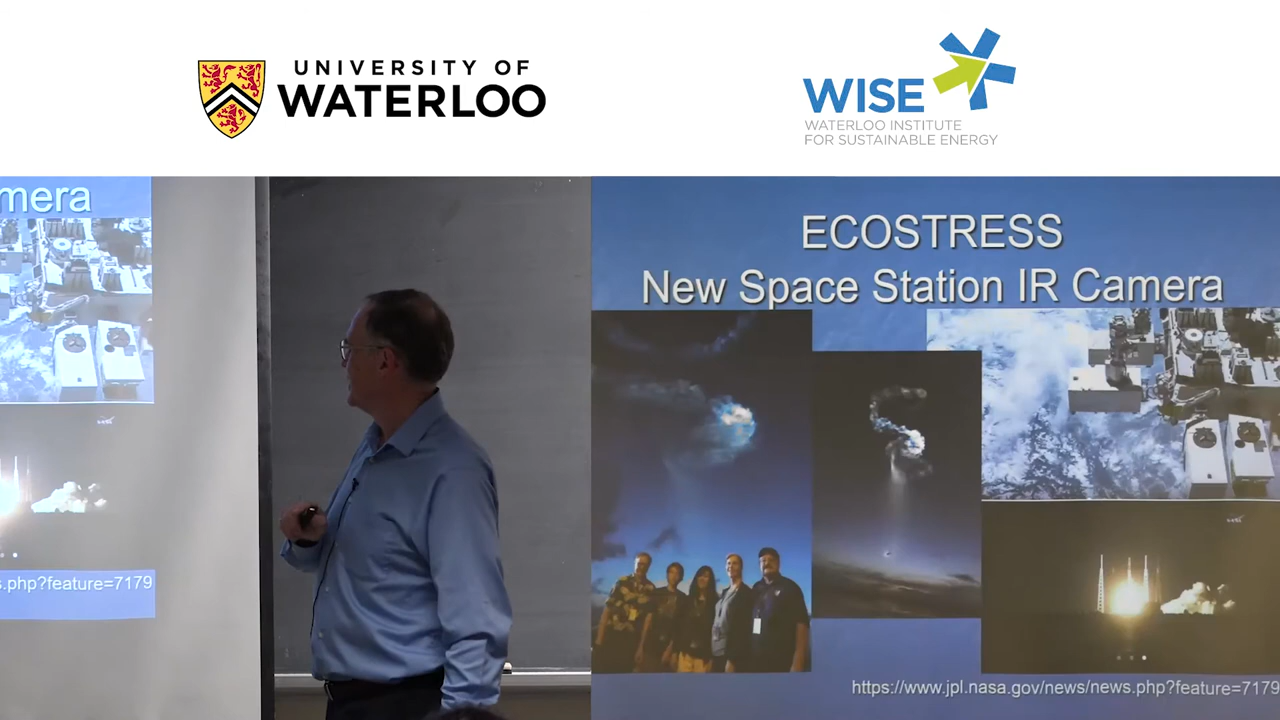 UNIVERSITY OF
WATERLOO
WISE
WATERLOO INSTITUTE
FOR SUSTAINABLE ENERGY
mera
s.php?feature=7179
ECOSTRESS
New Space Station IR Camera
NASA
https://www.jpl.nasa.gov/news/news.php?feature=7179